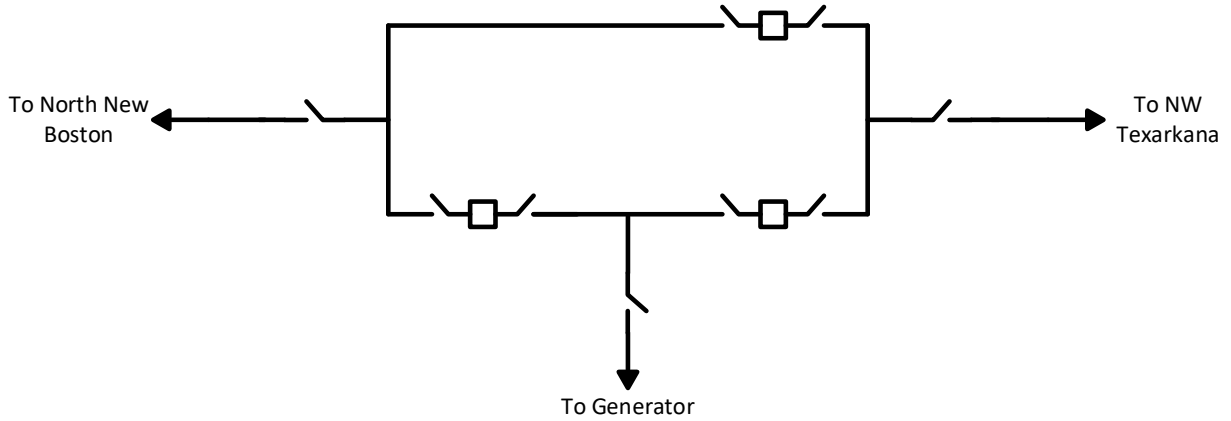 To North New
Boston
To NW
Texarkana
To Generator